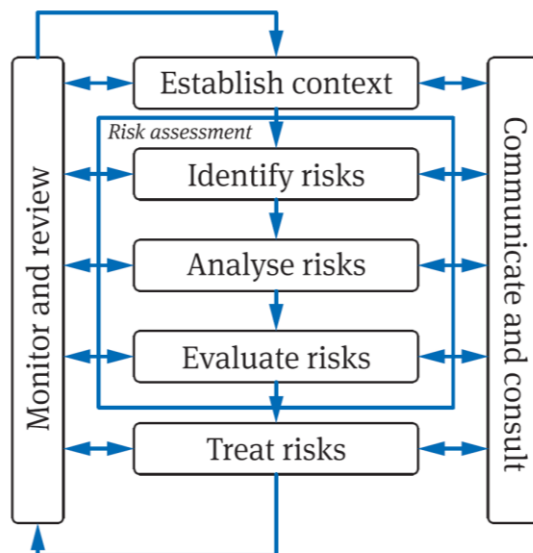 Establish context
Risk assessment
Identify risks
Analyse risks
Evaluate risks
Treat risks
Monitor and review
Communicate and consult